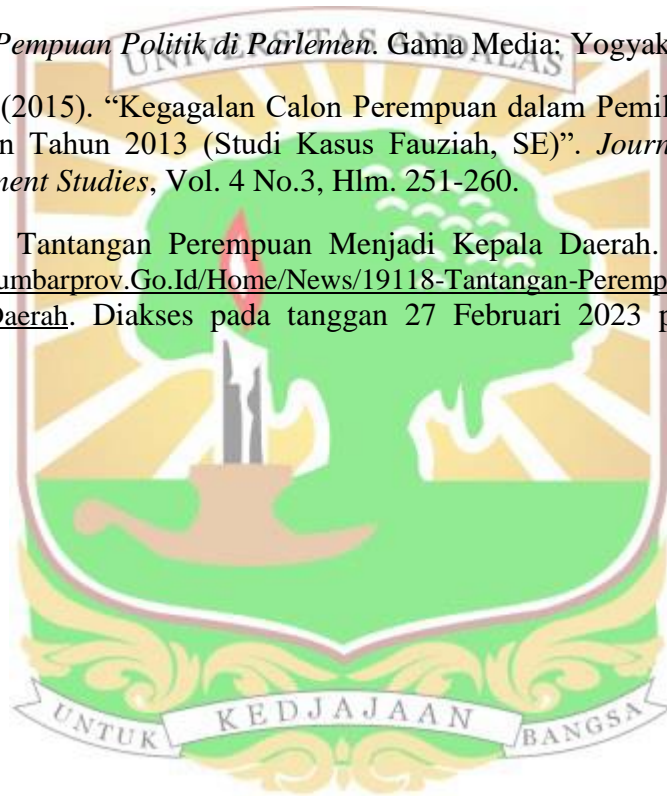 Pempuan Politik di Parlemen. Gama Media: Yogyak
UNIVERSITAS ANDALAS
(2015). “Kegagalan Calon Perempuan dalam Pemil
n Tahun 2013 (Studi Kasus Fauziah, SE)”. Journ
ment Studies, Vol. 4 No.3, Hlm. 251-260.
Tantangan Perempuan Menjadi Kepala Daerah.
umbarprov.Go.Id/Home/News/19118-Tantangan-Peremp
Daerah. Diakses pada tanggan 27 Februari 2023 p
UNTUK KEDJAJAAN BANGSA